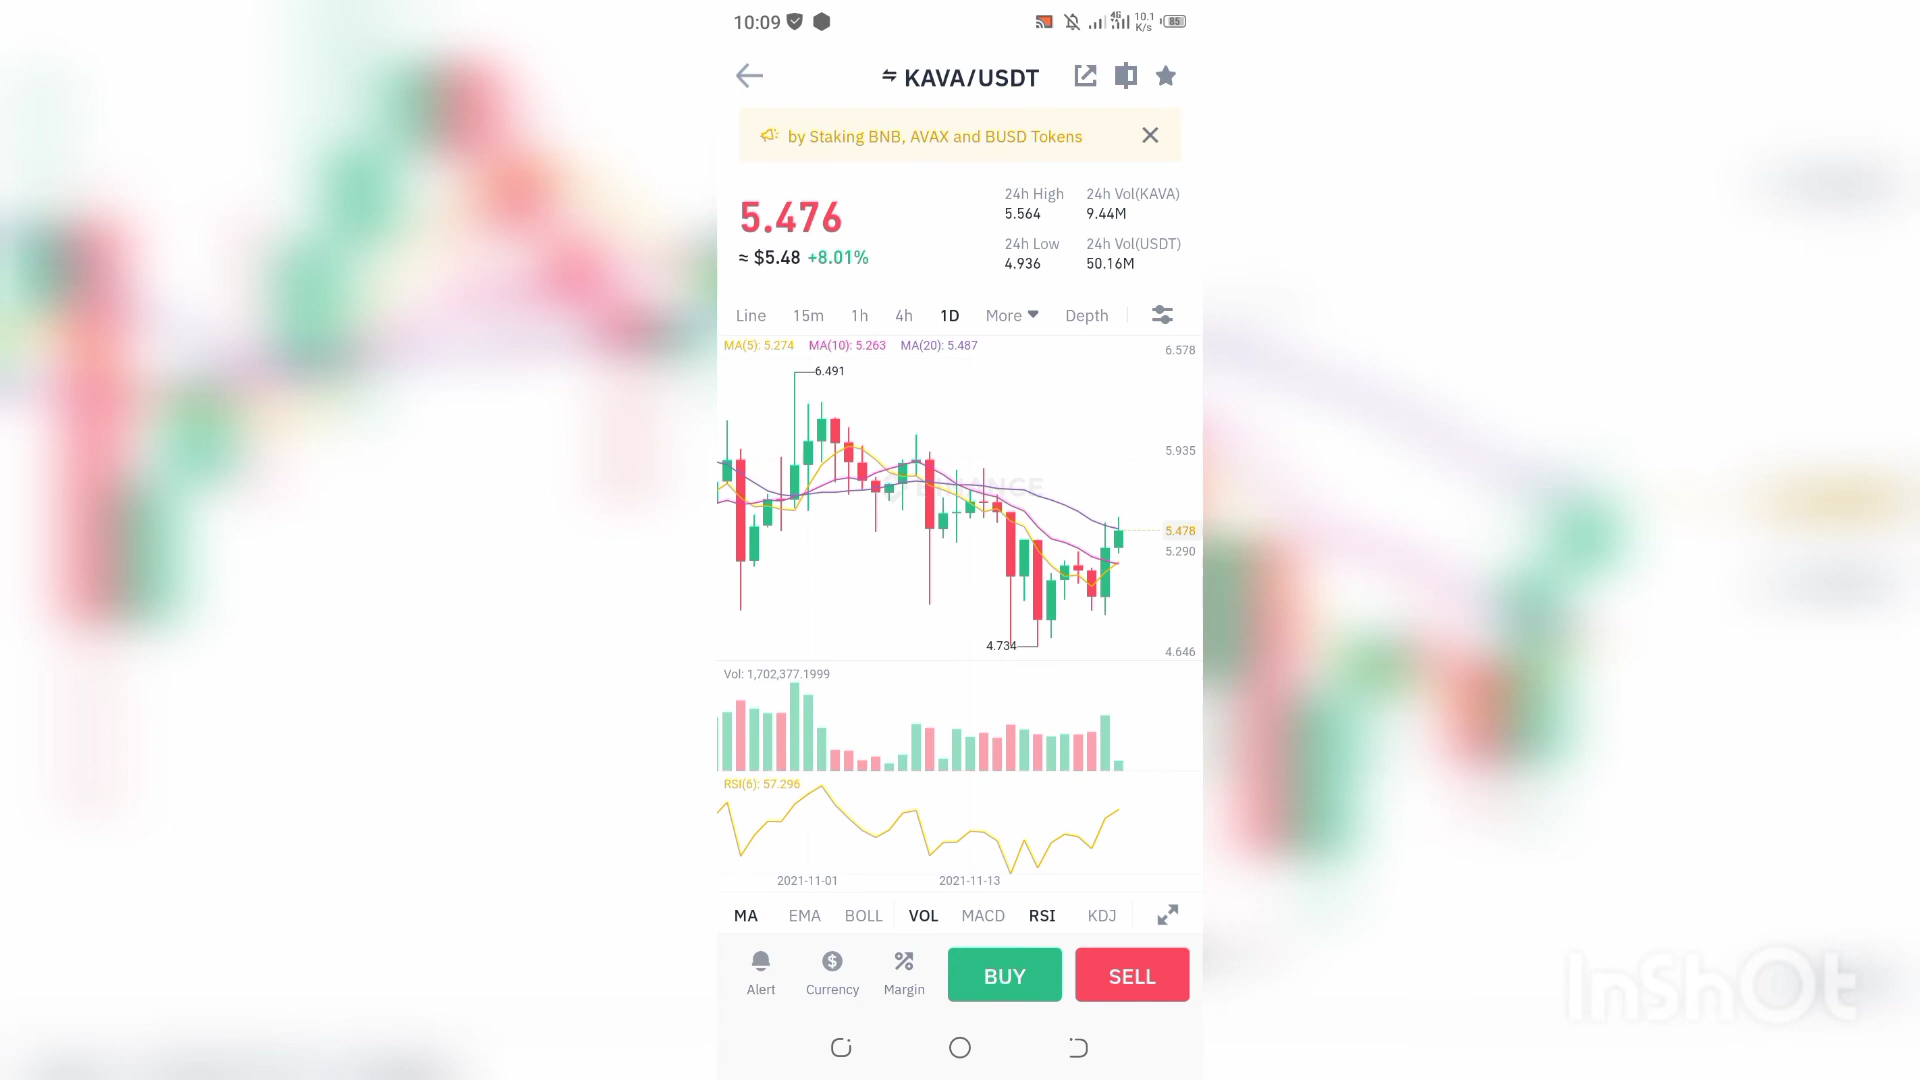 10:09 4G 10.1 K/s 85
KAVA/USDT
by Staking BNB, AVAX and BUSD Tokens
5.476
≈ $5.48 +8.01%
24h High 24h Vol(KAVA)
5.564 9.44M
24h Low 24h Vol(USDT)
4.936 50.16M
Line 15m 1h 4h 1D More Depth
MA(5): 5.274 MA(10): 5.263 MA(20): 5.487
6.578
6.491
5.935
BINANCE
5.478
5.290
4.734
4.646
Vol: 1,702,377.1999
RSI(6): 57.296
2021-11-01 2021-11-13
MA EMA BOLL VOL MACD RSI KDJ
Alert Currency Margin BUY SELL
InShOt